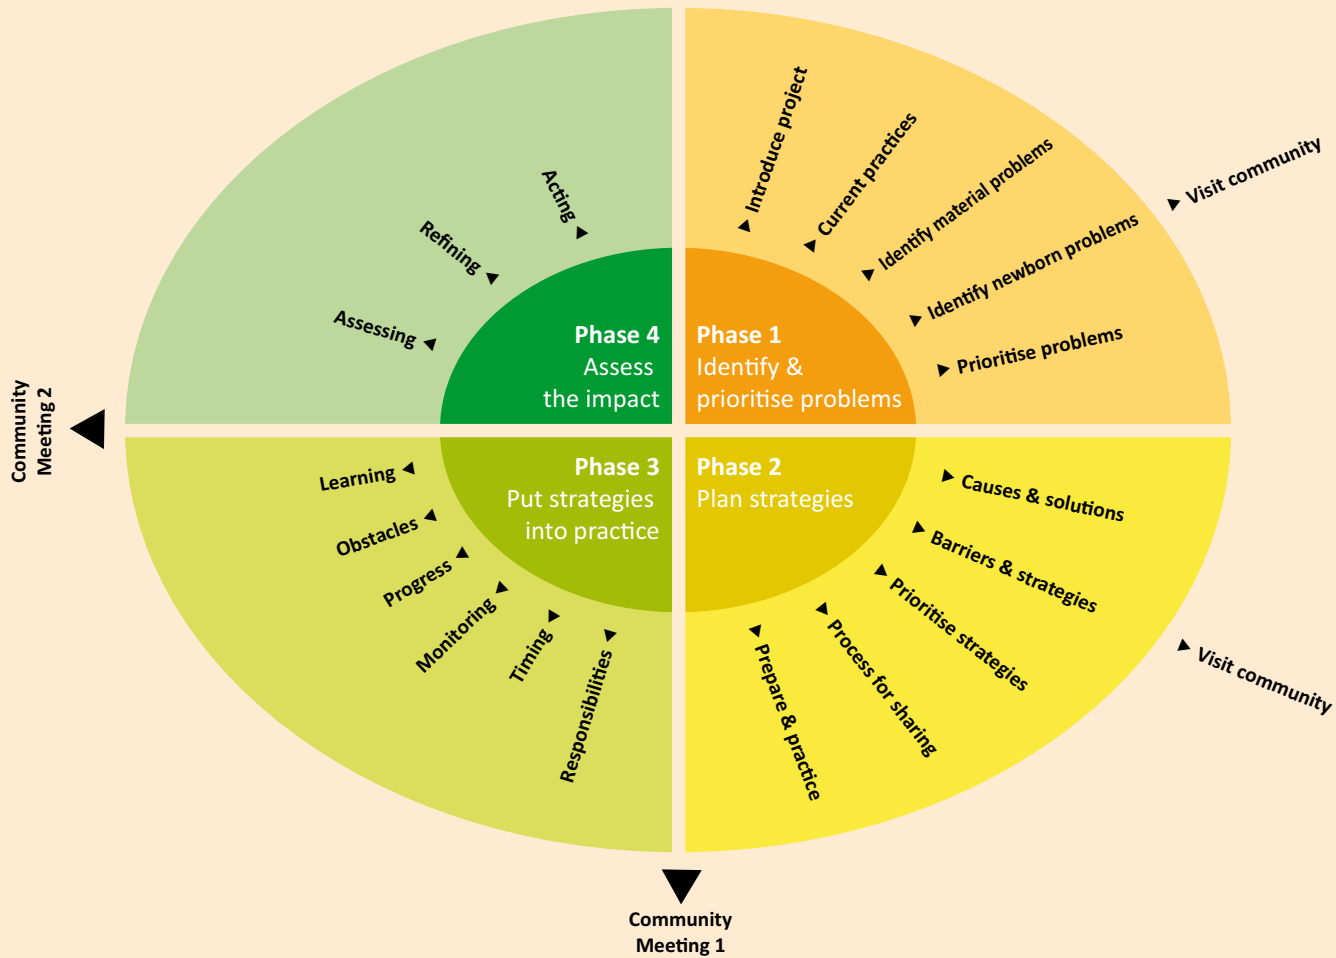 Phase 1
Identify &
prioritise problems
Introduce project
Current practices
Identify material problems
Identify newborn problems
Prioritise problems
Visit community
Phase 2
Plan strategies
Causes & solutions
Barriers & strategies
Prioritise strategies
Process for sharing
Prepare & practice
Visit community
Community
Meeting 1
Phase 3
Put strategies
into practice
Responsibilities
Timing
Monitoring
Progress
Obstacles
Learning
Community
Meeting 2
Phase 4
Assess
the impact
Assessing
Refining
Acting